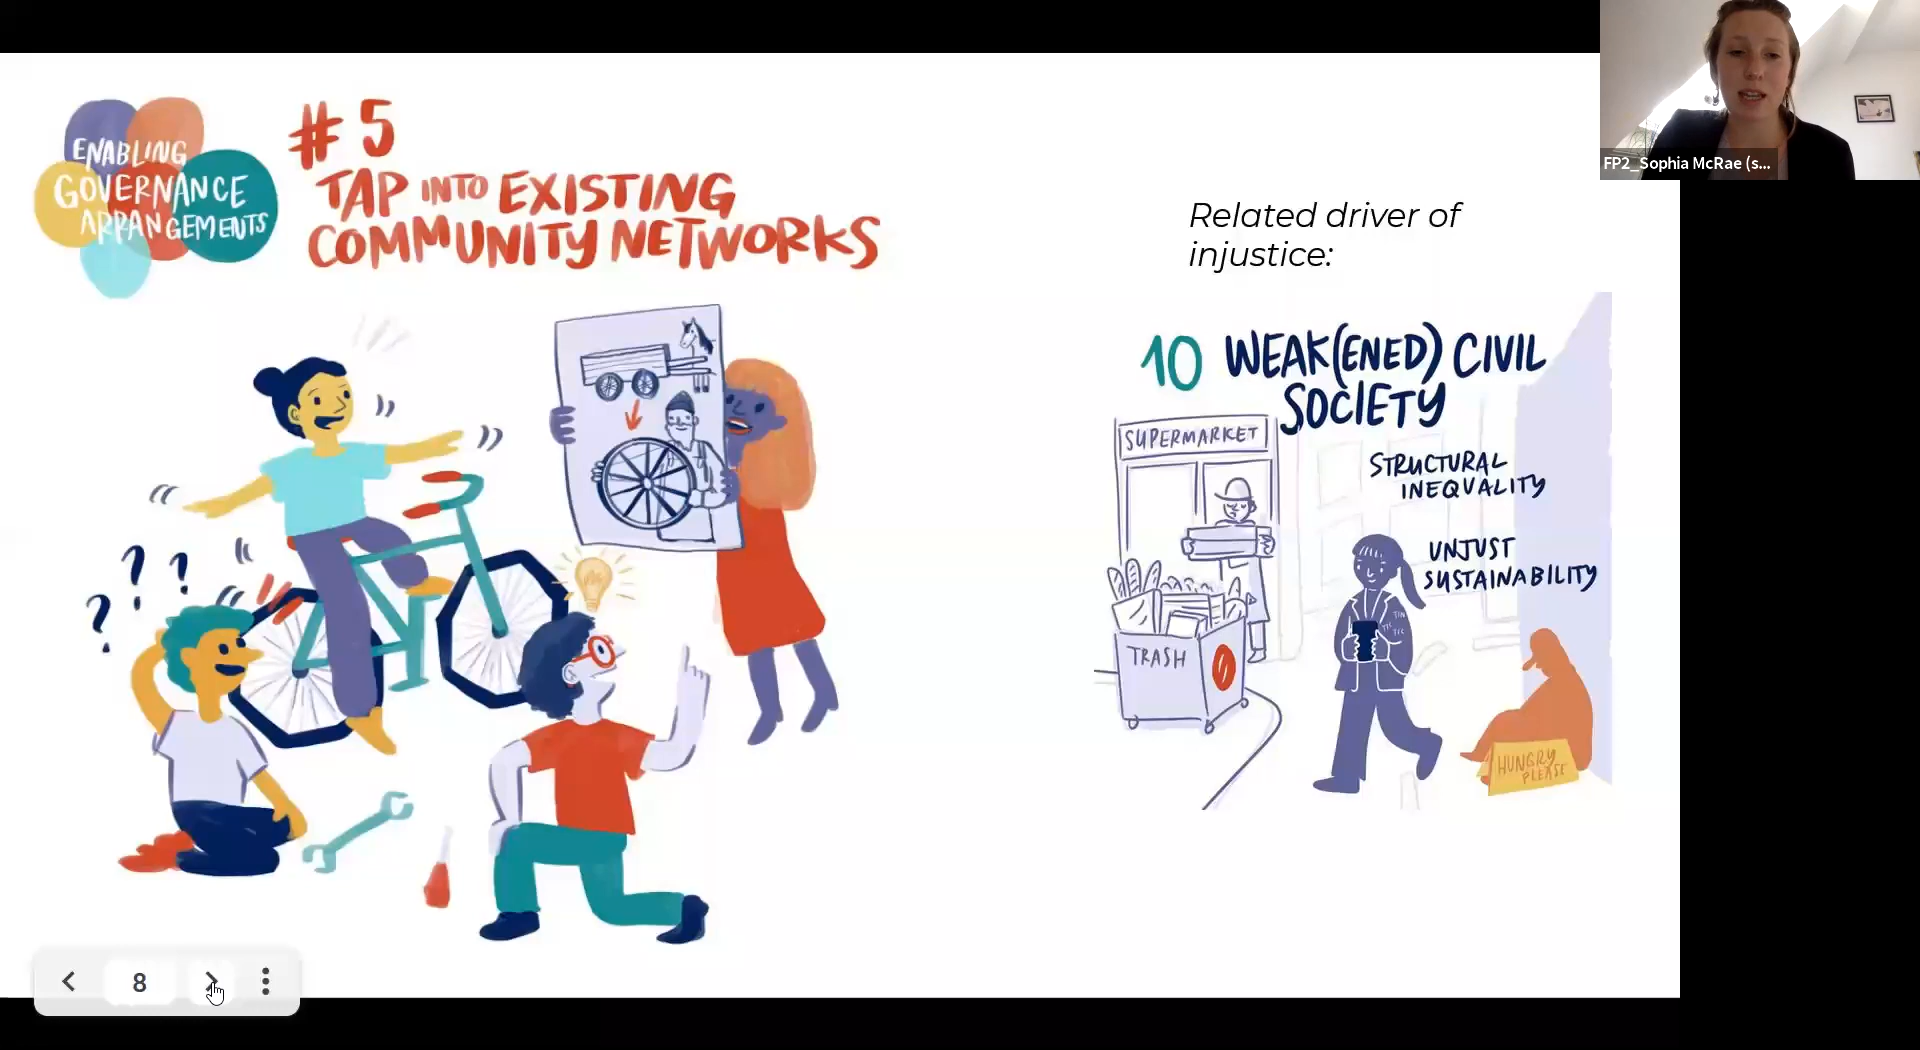 ENABLING
GOVERNANCE
ARRANGEMENTS
# 5
TAP INTO EXISTING
COMMUNITY NETWORKS
Related driver of
injustice:
10 WEAK(ENED) CIVIL
SOCIETY
SUPERMARKET
STRUCTURAL
INEQUALITY
UNJUST
SUSTAINABILITY
TRASH
HUNGRY
PLEASE
? ? ?
FP2_Sophia McRae (s...
8